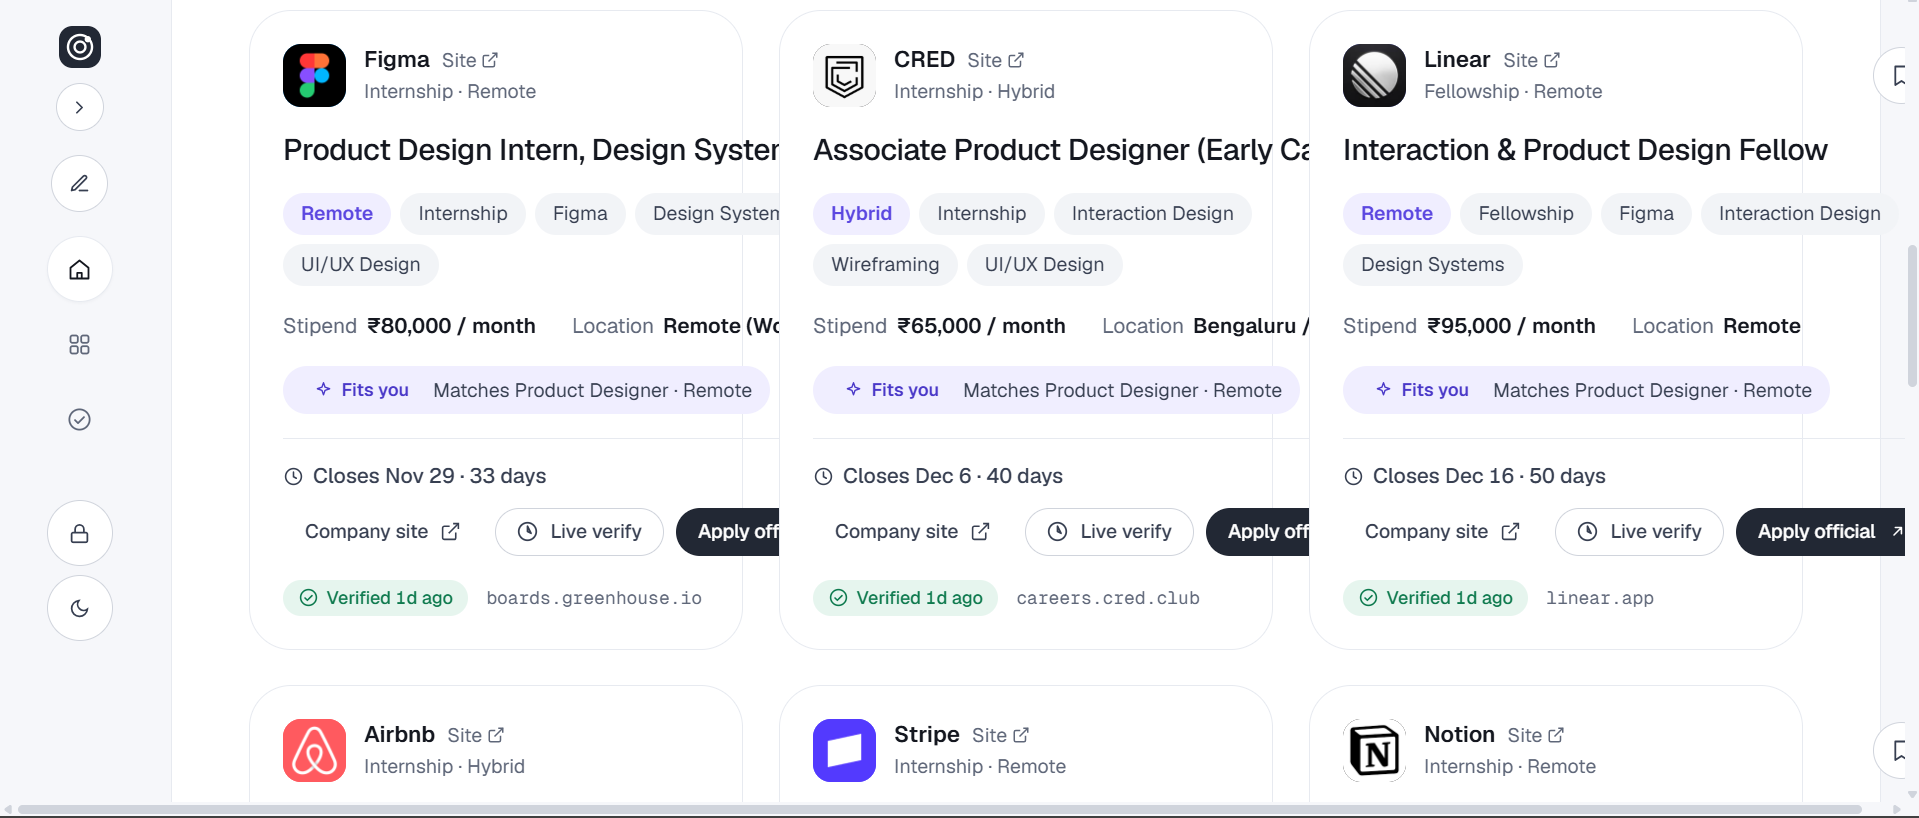 Figma Site
Internship · Remote
Product Design Intern, Design System
Remote Internship Figma Design System
UI/UX Design
Stipend ₹80,000 / month Location Remote (Wo
Fits you Matches Product Designer · Remote
Closes Nov 29 · 33 days
Company site Live verify Apply off
Verified 1d ago boards.greenhouse.io
CRED Site
Internship · Hybrid
Associate Product Designer (Early Ca
Hybrid Internship Interaction Design
Wireframing UI/UX Design
Stipend ₹65,000 / month Location Bengaluru /
Fits you Matches Product Designer · Remote
Closes Dec 6 · 40 days
Company site Live verify Apply off
Verified 1d ago careers.cred.club
Linear Site
Fellowship · Remote
Interaction & Product Design Fellow
Remote Fellowship Figma Interaction Design
Design Systems
Stipend ₹95,000 / month Location Remote
Fits you Matches Product Designer · Remote
Closes Dec 16 · 50 days
Company site Live verify Apply official
Verified 1d ago linear.app
Airbnb Site
Internship · Hybrid
Stripe Site
Internship · Remote
N
Notion Site
Internship · Remote